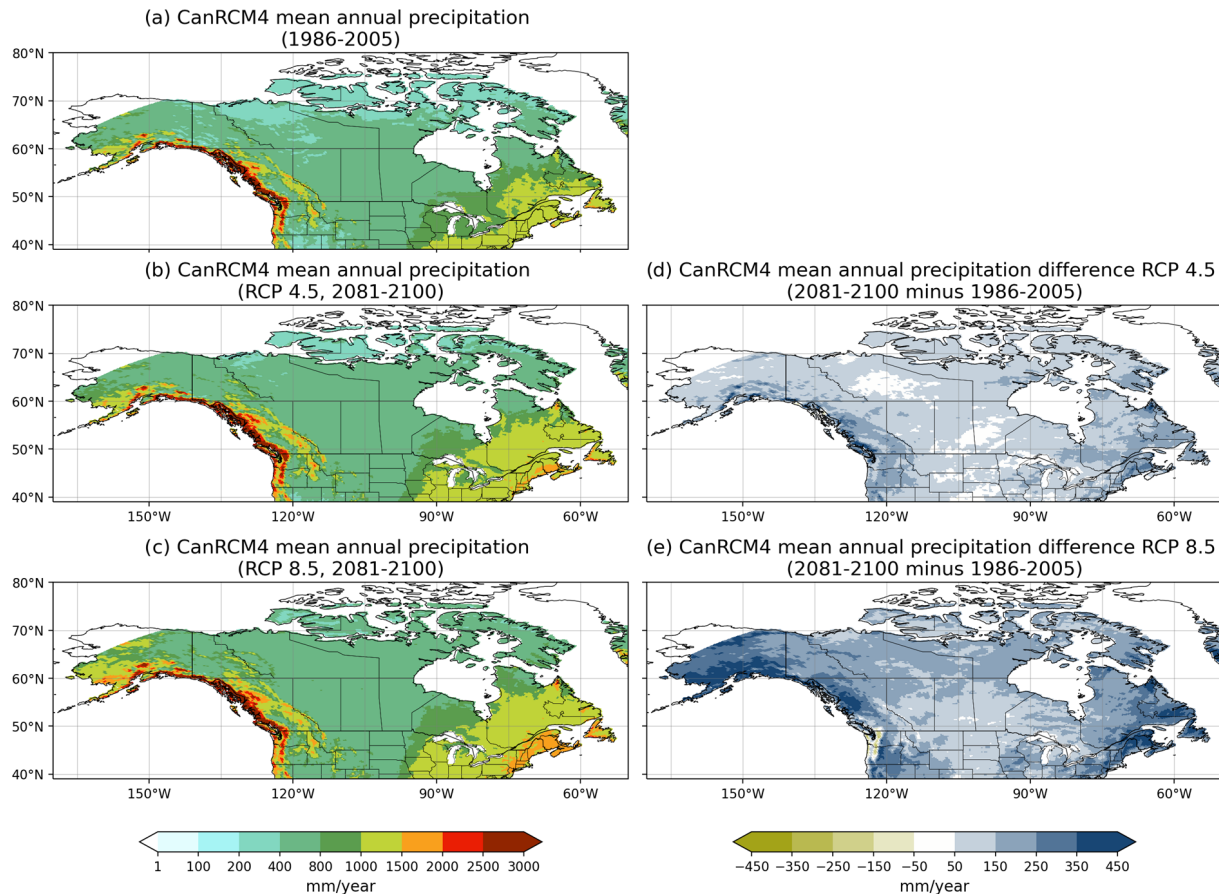 (a) CanRCM4 mean annual precipitation
(1986-2005)
80°N
70°N
60°N
50°N
40°N
(b) CanRCM4 mean annual precipitation
(RCP 4.5, 2081-2100)
80°N
70°N
60°N
50°N
40°N
150°W 120°W 90°W 60°W
(d) CanRCM4 mean annual precipitation difference RCP 4.5
(2081-2100 minus 1986-2005)
150°W 120°W 90°W 60°W
(c) CanRCM4 mean annual precipitation
(RCP 8.5, 2081-2100)
80°N
70°N
60°N
50°N
40°N
150°W 120°W 90°W 60°W
(e) CanRCM4 mean annual precipitation difference RCP 8.5
(2081-2100 minus 1986-2005)
150°W 120°W 90°W 60°W
1 100 200 400 800 1000 1500 2000 2500 3000
mm/year
−450 −350 −250 −150 −50 50 150 250 350 450
mm/year